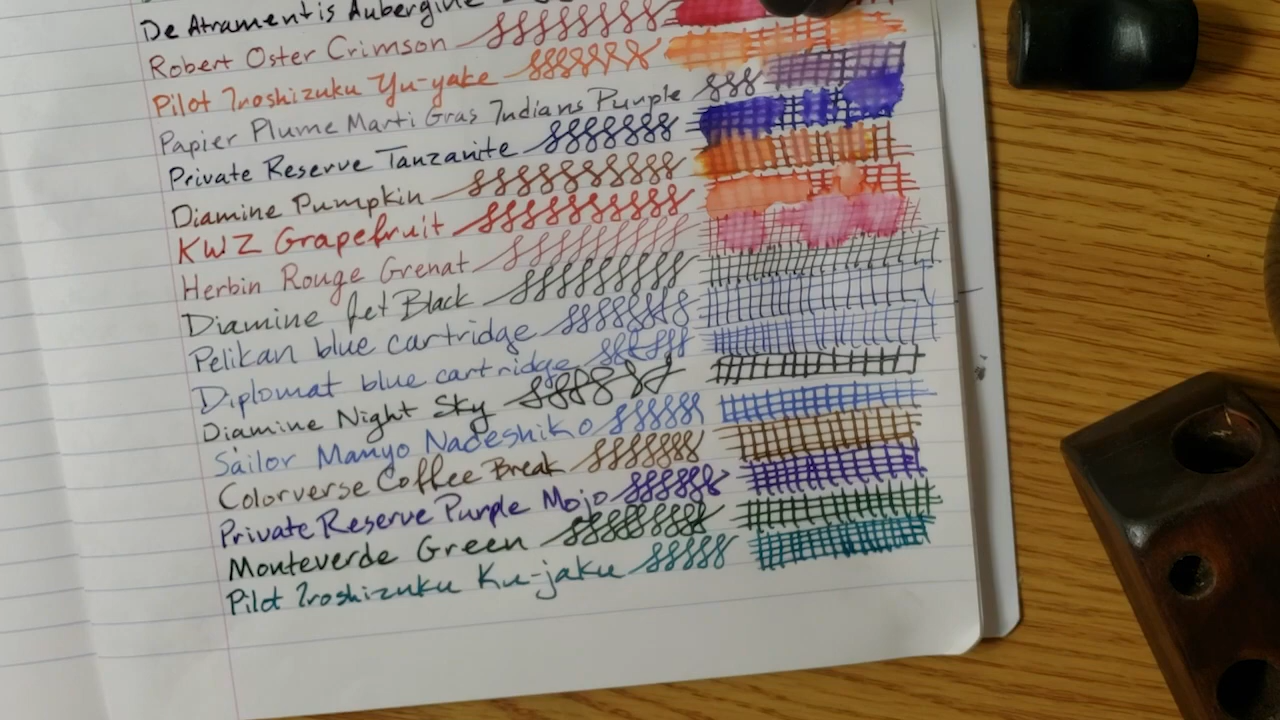 De Atramentis Aubergine
Robert Oster Crimson
Pilot Iroshizuku Yu-yake
Papier Plume Marti Gras Indians Purple
Private Reserve Tanzanite
Diamine Pumpkin
KWZ Grapefruit
Herbin Rouge Grenat
Diamine Jet Black
Pelikan blue cartridge
Diplomat blue cartridge
Diamine Night Sky
Sailor Manyo Nadeshiko
Colorverse Coffee Break
Private Reserve Purple Mojo
Monteverde Green
Pilot Iroshizuku Ku-jaku